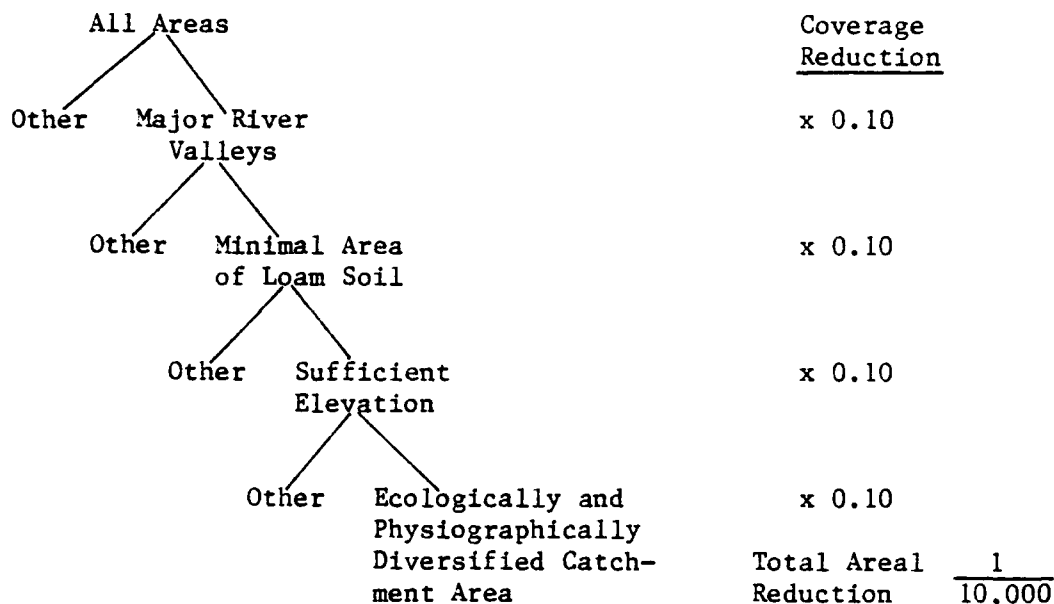 All Areas
Coverage
Reduction
Other Major River
Valleys
x 0.10
Other Minimal Area
of Loam Soil
x 0.10
Other Sufficient
Elevation
x 0.10
Other Ecologically and
Physiographically
Diversified Catch-
ment Area
x 0.10
Total Areal
Reduction
1
10.000